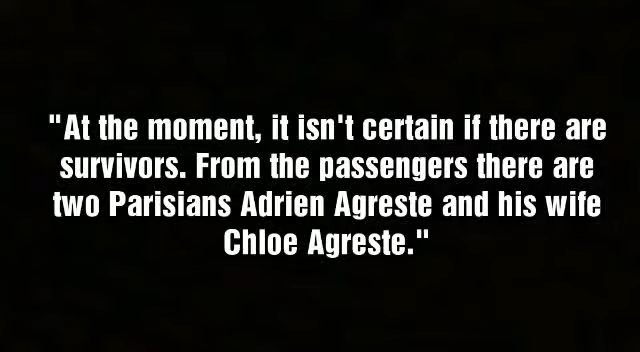 "At the moment, it isn't certain if there are
survivors. From the passengers there are
two Parisians Adrien Agreste and his wife
Chloe Agreste."